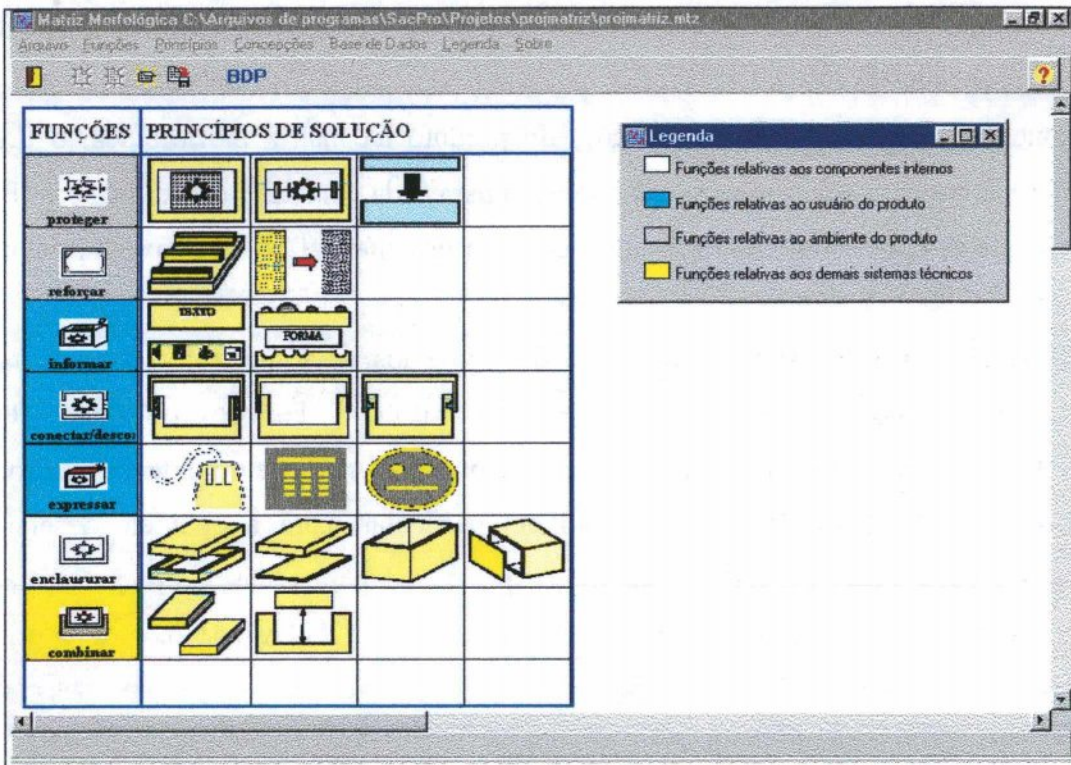 Matriz Morfológica C:\Arquivos de programas\SacPro\Projetos\projmatriz\projmatriz.mtz
Arquivo Funções Princípios Concepções Base de Dados Legenda Sobre
BDP
?
FUNÇÕES PRINCÍPIOS DE SOLUÇÃO
proteger
reforçar
informar
TEXTO
FORMA
conectar/desco
expressar
enclausurar
combinar
Legenda
Funções relativas aos componentes internos
Funções relativas ao usuário do produto
Funções relativas ao ambiente do produto
Funções relativas aos demais sistemas técnicos